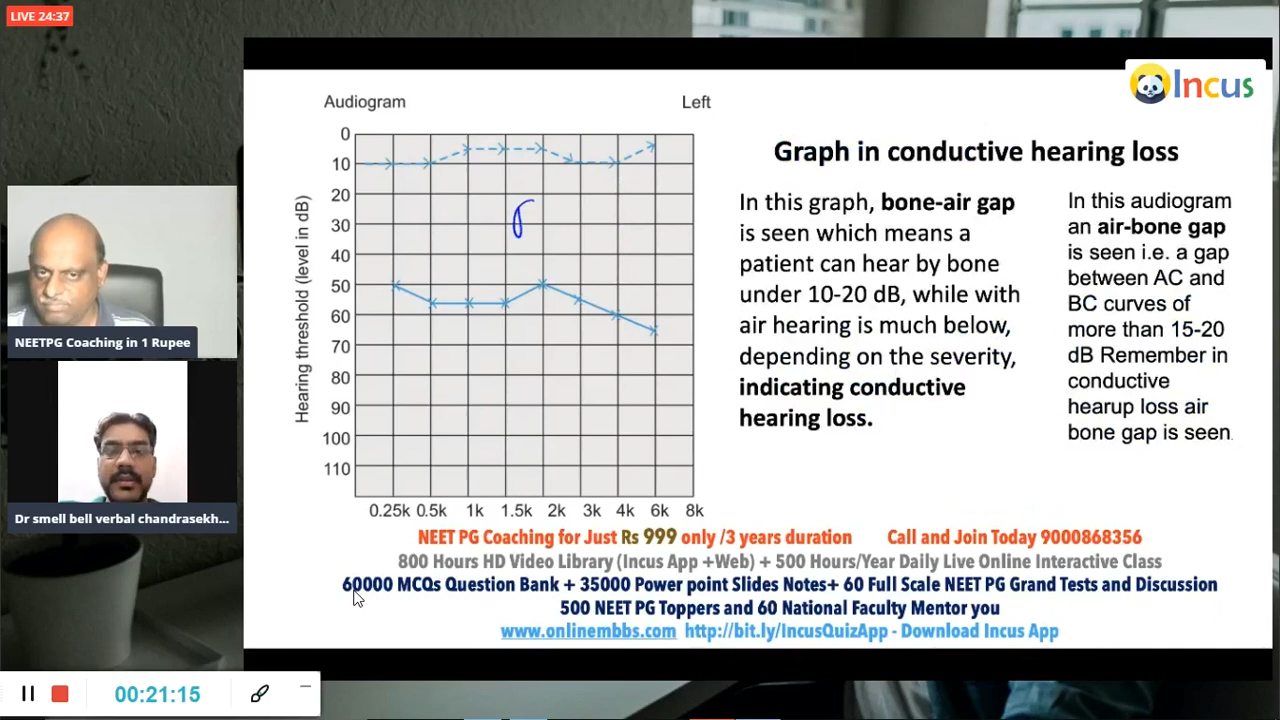 LIVE 24:37
Incus
Audiogram
Left
Hearing threshold (level in dB)
0
10
20
30
40
50
60
70
80
90
100
110
0.25k 0.5k 1k 1.5k 2k 3k 4k 6k 8k
Graph in conductive hearing loss
In this graph, bone-air gap
is seen which means a
patient can hear by bone
under 10-20 dB, while with
air hearing is much below,
depending on the severity,
indicating conductive
hearing loss.
In this audiogram
an air-bone gap
is seen i.e. a gap
between AC and
BC curves of
more than 15-20
dB Remember in
conductive
hearup loss air
bone gap is seen.
NEETPG Coaching in 1 Rupee
Dr smell bell verbal chandrasekh...
NEET PG Coaching for Just Rs 999 only /3 years duration Call and Join Today 9000868356
800 Hours HD Video Library (Incus App +Web) + 500 Hours/Year Daily Live Online Interactive Class
60000 MCQs Question Bank + 35000 Power point Slides Notes+ 60 Full Scale NEET PG Grand Tests and Discussion
500 NEET PG Toppers and 60 National Faculty Mentor you
www.onlinembbs.com http://bit.ly/IncusQuizApp - Download Incus App
00:21:15